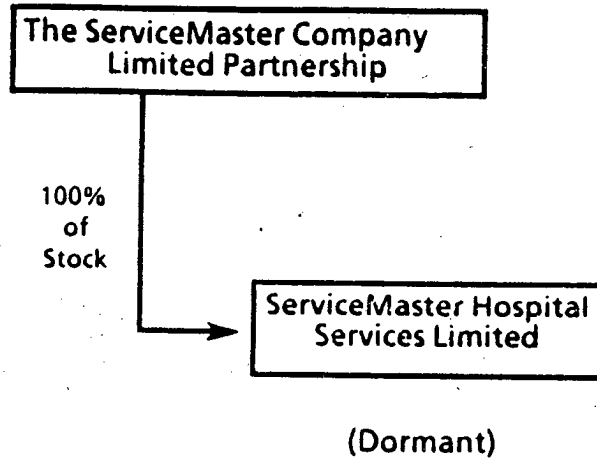 The ServiceMaster Company
Limited Partnership
100%
of
Stock
ServiceMaster Hospital
Services Limited
(Dormant)